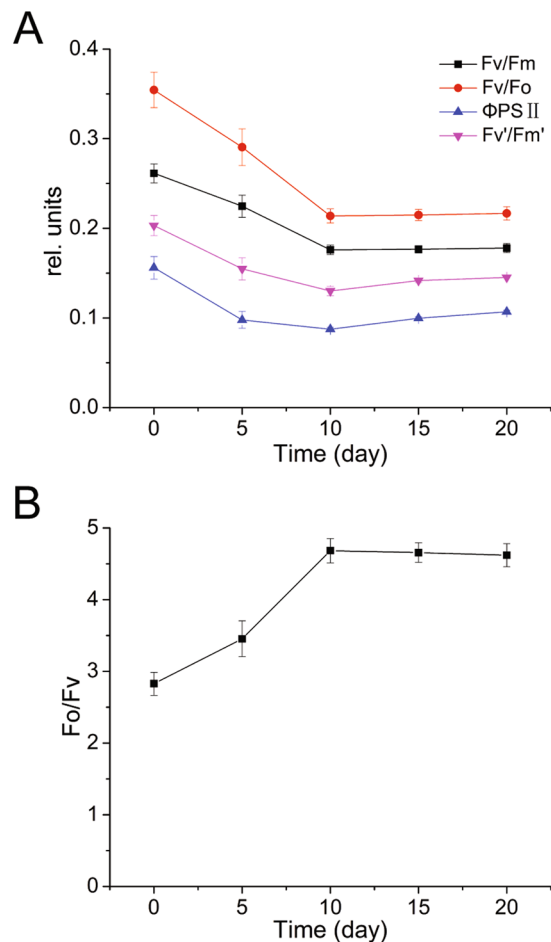 A
0.4
0.3
0.2
0.1
0.0
rel. units
Fv/Fm
Fv/Fo
ΦPSⅡ
Fv'/Fm'
0 5 10 15 20
Time (day)
B
5
4
3
2
1
0
Fo/Fv
0 5 10 15 20
Time (day)